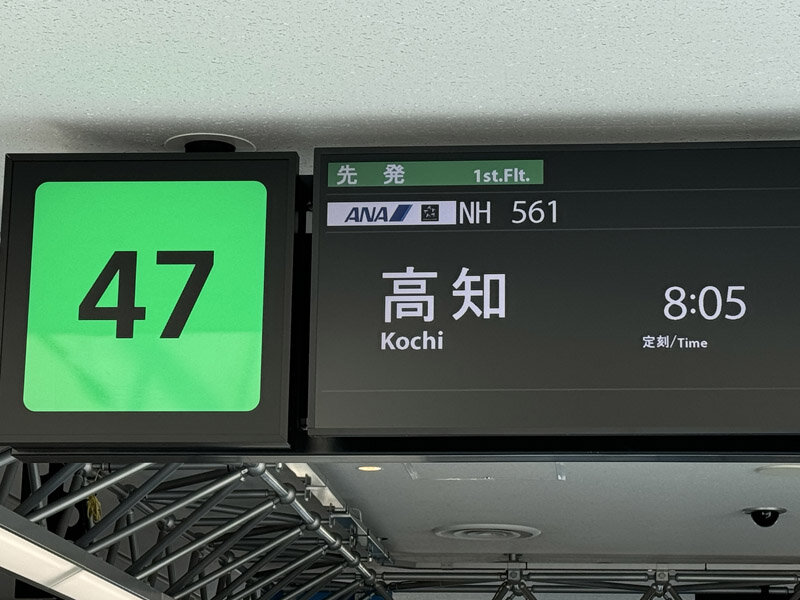 47
先 発 1st.Flt.
ANA NH 561
高知 8:05
Kochi 定刻/Time